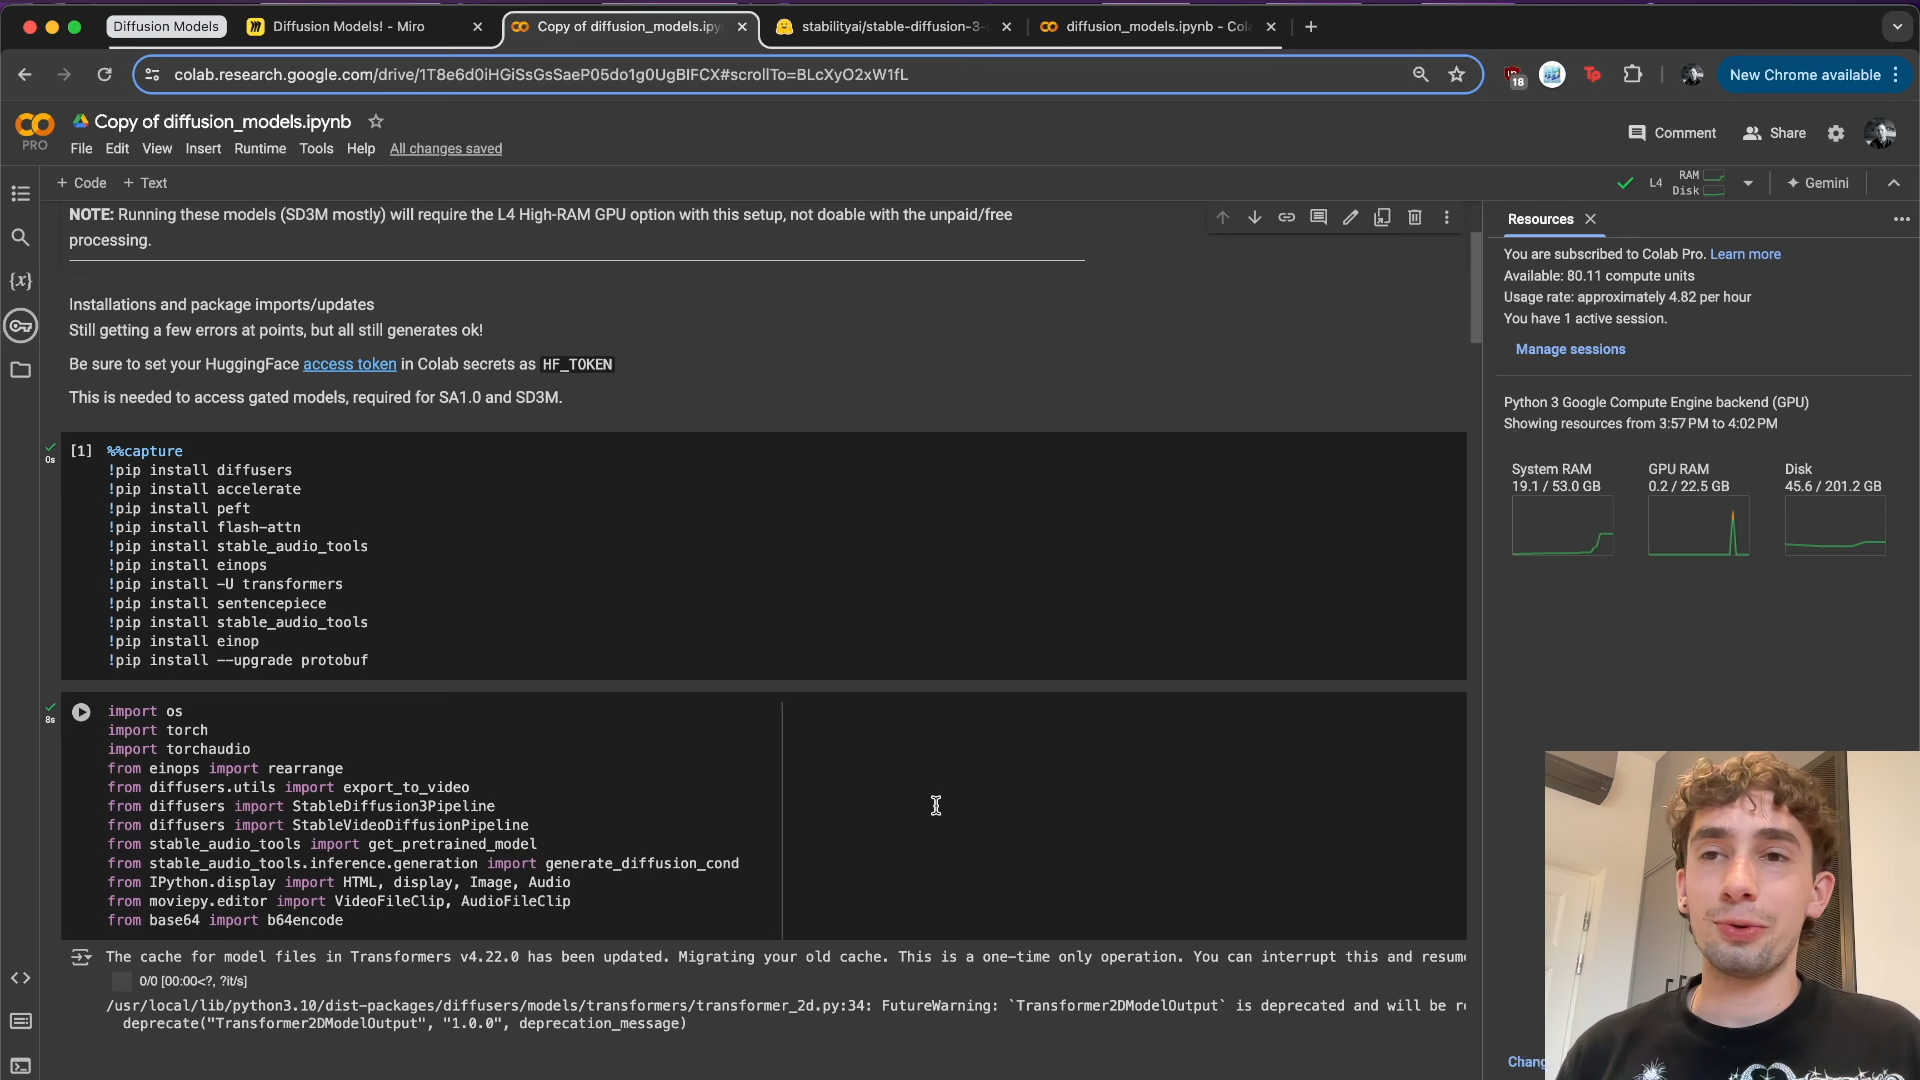 Diffusion Models
Diffusion Models! - Miro
Copy of diffusion_models.ipy
stabilityai/stable-diffusion-3-
diffusion_models.ipynb - Col
colab.research.google.com/drive/1T8e6d0iHGiSsGsSaeP05do1g0UgBIFCX#scrollTo=BLcXyO2xW1fL
18
Tp
New Chrome available
PRO
Copy of diffusion_models.ipynb
Comment
Share
File Edit View Insert Runtime Tools Help All changes saved
+ Code + Text
L4
RAM
Disk
Gemini
NOTE: Running these models (SD3M mostly) will require the L4 High-RAM GPU option with this setup, not doable with the unpaid/free
processing.
Installations and package imports/updates
Still getting a few errors at points, but all still generates ok!
Be sure to set your HuggingFace access token in Colab secrets as HF_TOKEN
This is needed to access gated models, required for SA1.0 and SD3M.
0s
[1] %%capture
!pip install diffusers
!pip install accelerate
!pip install peft
!pip install flash-attn
!pip install stable_audio_tools
!pip install einops
!pip install -U transformers
!pip install sentencepiece
!pip install stable_audio_tools
!pip install einop
!pip install --upgrade protobuf
8s
import os
import torch
import torchaudio
from einops import rearrange
from diffusers.utils import export_to_video
from diffusers import StableDiffusion3Pipeline
from diffusers import StableVideoDiffusionPipeline
from stable_audio_tools import get_pretrained_model
from stable_audio_tools.inference.generation import generate_diffusion_cond
from IPython.display import HTML, display, Image, Audio
from moviepy.editor import VideoFileClip, AudioFileClip
from base64 import b64encode
The cache for model files in Transformers v4.22.0 has been updated. Migrating your old cache. This is a one-time only operation. You can interrupt this and resume
0/0 [00:00<?, ?it/s]
/usr/local/lib/python3.10/dist-packages/diffusers/models/transformers/transformer_2d.py:34: FutureWarning: `Transformer2DModelOutput` is deprecated and will be re
deprecate("Transformer2DModelOutput", "1.0.0", deprecation_message)
Resources
You are subscribed to Colab Pro. Learn more
Available: 80.11 compute units
Usage rate: approximately 4.82 per hour
You have 1 active session.
Manage sessions
Python 3 Google Compute Engine backend (GPU)
Showing resources from 3:57 PM to 4:02 PM
System RAM
19.1 / 53.0 GB
GPU RAM
0.2 / 22.5 GB
Disk
45.6 / 201.2 GB
Chang